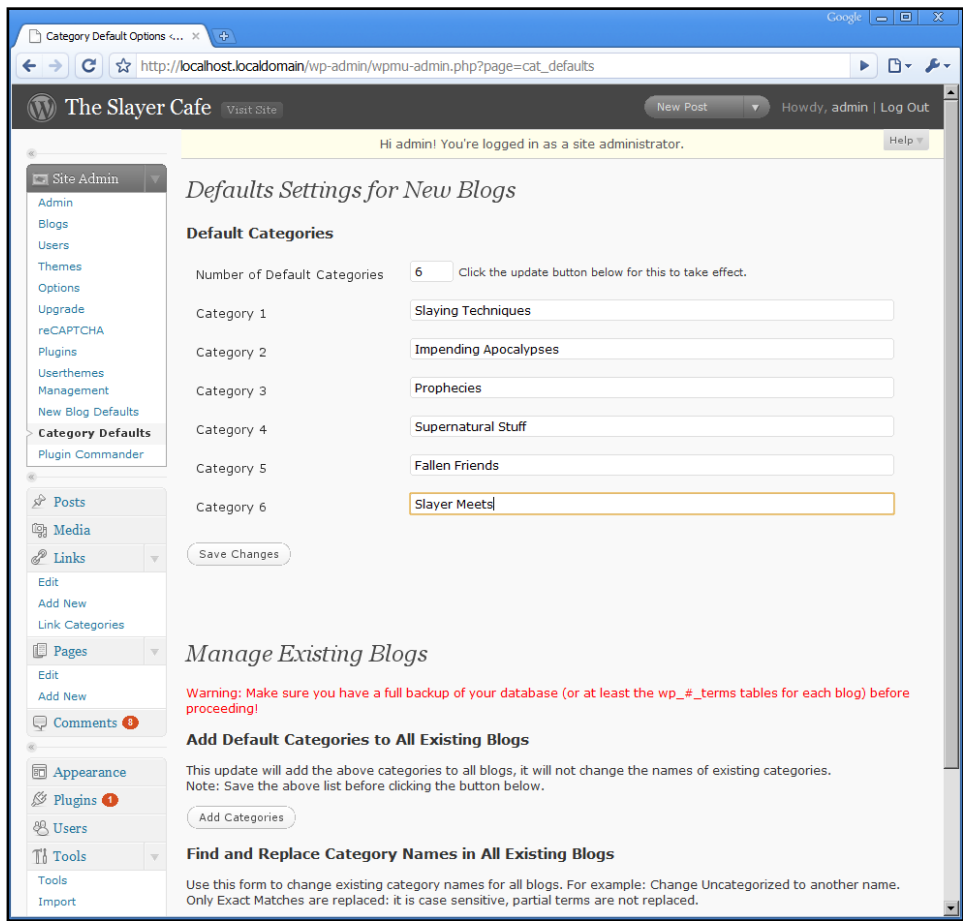 Google
Category Default Options <...
http://localhost.localdomain/wp-admin/wpmu-admin.php?page=cat_defaults
The Slayer Cafe Visit Site New Post Howdy, admin | Log Out
Hi admin! You're logged in as a site administrator. Help
Site Admin
Admin
Blogs
Users
Themes
Options
Upgrade
reCAPTCHA
Plugins
Userthemes
Management
New Blog Defaults
Category Defaults
Plugin Commander
Posts
Media
Links
Edit
Add New
Link Categories
Pages
Edit
Add New
Comments 8
Appearance
Plugins 1
Users
Tools
Tools
Import
Defaults Settings for New Blogs
Default Categories
Number of Default Categories 6 Click the update button below for this to take effect.
Category 1 Slaying Techniques
Category 2 Impending Apocalypses
Category 3 Prophecies
Category 4 Supernatural Stuff
Category 5 Fallen Friends
Category 6 Slayer Meets
Save Changes
Manage Existing Blogs
Warning: Make sure you have a full backup of your database (or at least the wp_#_terms tables for each blog) before
proceeding!
Add Default Categories to All Existing Blogs
This update will add the above categories to all blogs, it will not change the names of existing categories.
Note: Save the above list before clicking the button below.
Add Categories
Find and Replace Category Names in All Existing Blogs
Use this form to change existing category names for all blogs. For example: Change Uncategorized to another name.
Only Exact Matches are replaced: it is case sensitive, partial terms are not replaced.